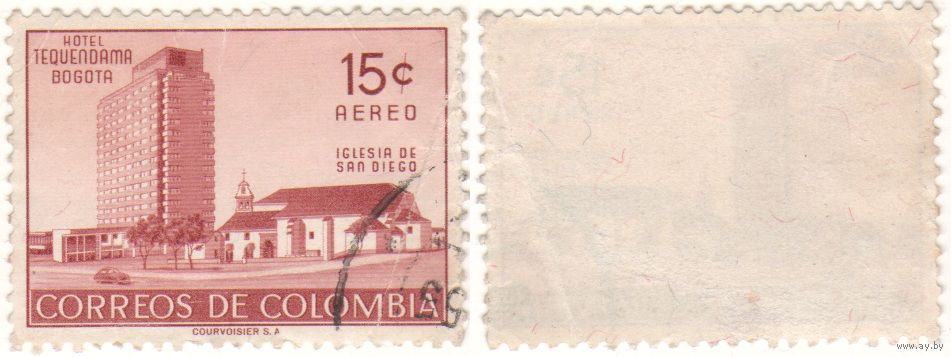 HOTEL
TEQUENDAMA
BOGOTA
15¢
AEREO
IGLESIA DE
SAN DIEGO
CORREOS DE COLOMBIA
COURVOISIER S.A
www.ay.by